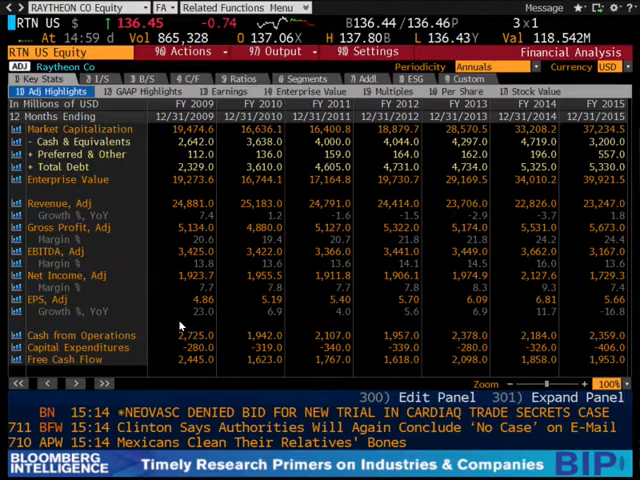 RAYTHEON CO Equity FA Related Functions Menu Message
RTN US $ ↑ 136.45 -0.74 B136.44 / 136.46P 3 x 1
At 14:59 d Vol 865,328 O 137.06X H 137.80B L 136.43Y Val 118.542M
RTN US Equity 90) Actions 97) Output 98) Settings Financial Analysis
ADJ Raytheon Co Periodicity Annuals Currency USD
1) Key Stats 2) I/S 3) B/S 4) C/F 5) Ratios 6) Segments 7) Addl 8) ESG 9) Custom
11) Adj Highlights 12) GAAP Highlights 13) Earnings 14) Enterprise Value 15) Multiples 16) Per Share 17) Stock Value
In Millions of USD FY 2009 FY 2010 FY 2011 FY 2012 FY 2013 FY 2014 FY 2015
12 Months Ending 12/31/2009 12/31/2010 12/31/2011 12/31/2012 12/31/2013 12/31/2014 12/31/2015
Market Capitalization 19,474.6 16,636.1 16,400.8 18,879.7 28,570.5 33,208.2 37,234.5
- Cash & Equivalents 2,642.0 3,638.0 4,000.0 4,044.0 4,297.0 4,719.0 3,200.0
+ Preferred & Other 112.0 136.0 159.0 164.0 162.0 196.0 557.0
+ Total Debt 2,329.0 3,610.0 4,605.0 4,731.0 4,734.0 5,325.0 5,330.0
Enterprise Value 19,273.6 16,744.1 17,164.8 19,730.7 29,169.5 34,010.2 39,921.5
Revenue, Adj 24,881.0 25,183.0 24,791.0 24,414.0 23,706.0 22,826.0 23,247.0
Growth %, YoY 7.4 1.2 -1.6 -1.5 -2.9 -3.7 1.8
Gross Profit, Adj 5,134.0 4,880.0 5,127.0 5,322.0 5,174.0 5,531.0 5,673.0
Margin % 20.6 19.4 20.7 21.8 21.8 24.2 24.4
EBITDA, Adj 3,425.0 3,422.0 3,366.0 3,441.0 3,449.0 3,662.0 3,167.0
Margin % 13.8 13.6 13.6 14.1 14.5 16.0 13.6
Net Income, Adj 1,923.7 1,955.5 1,911.8 1,906.1 1,974.9 2,127.6 1,729.3
Margin % 7.7 7.8 7.7 7.8 8.3 9.3 7.4
EPS, Adj 4.86 5.19 5.40 5.70 6.09 6.81 5.66
Growth %, YoY 23.0 6.9 4.0 5.6 6.9 11.7 -16.8
Cash from Operations 2,725.0 1,942.0 2,107.0 1,957.0 2,378.0 2,184.0 2,359.0
Capital Expenditures -280.0 -319.0 -340.0 -339.0 -280.0 -326.0 -406.0
Free Cash Flow 2,445.0 1,623.0 1,767.0 1,618.0 2,098.0 1,858.0 1,953.0
<< < > >> Zoom - + 100%
300) Edit Panel 301) Expand Panel
BN 15:14 *NEOVASC DENIED BID FOR NEW TRIAL IN CARDIAQ TRADE SECRETS CASE
711 BFW 15:14 Clinton Says Authorities Will Again Conclude ‘No Case’ on E-Mail
710 APW 15:14 Mexicans Clean Their Relatives' Bones
BLOOMBERG INTELLIGENCE Timely Research Primers on Industries & Companies BIP